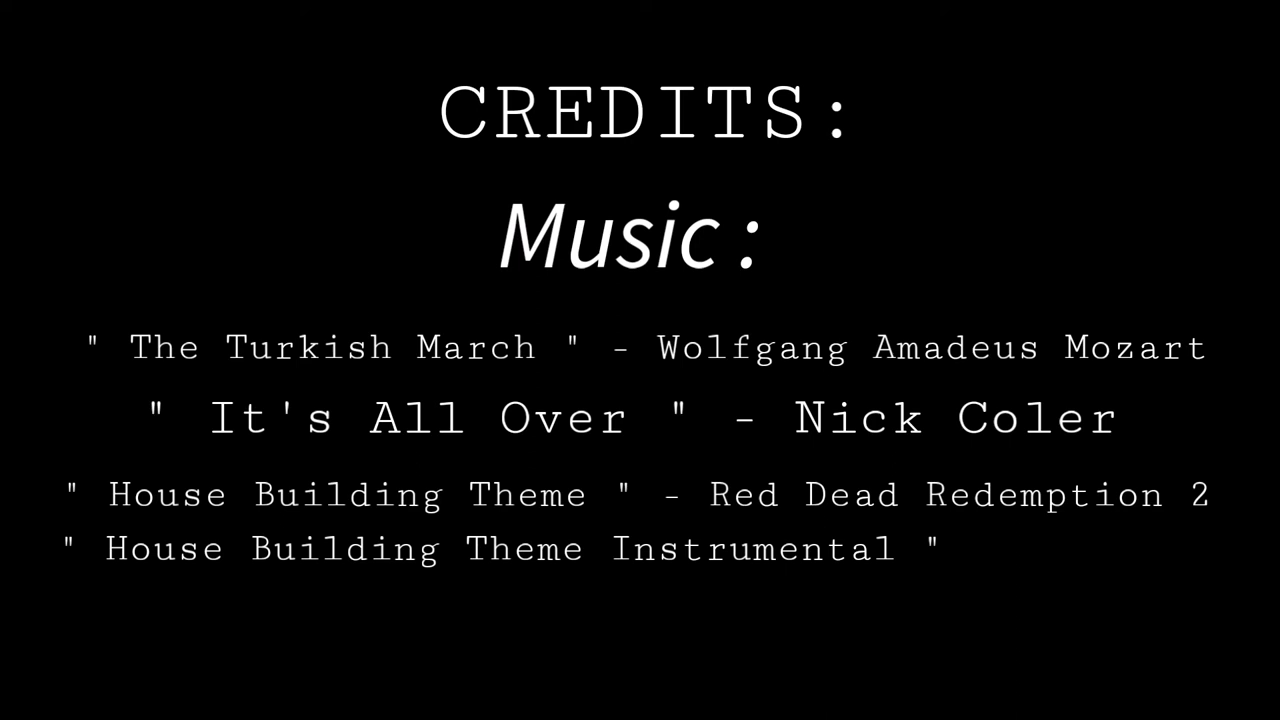 CREDITS:
Music:
" The Turkish March " - Wolfgang Amadeus Mozart
" It's All Over " - Nick Coler
" House Building Theme " - Red Dead Redemption 2
" House Building Theme Instrumental "